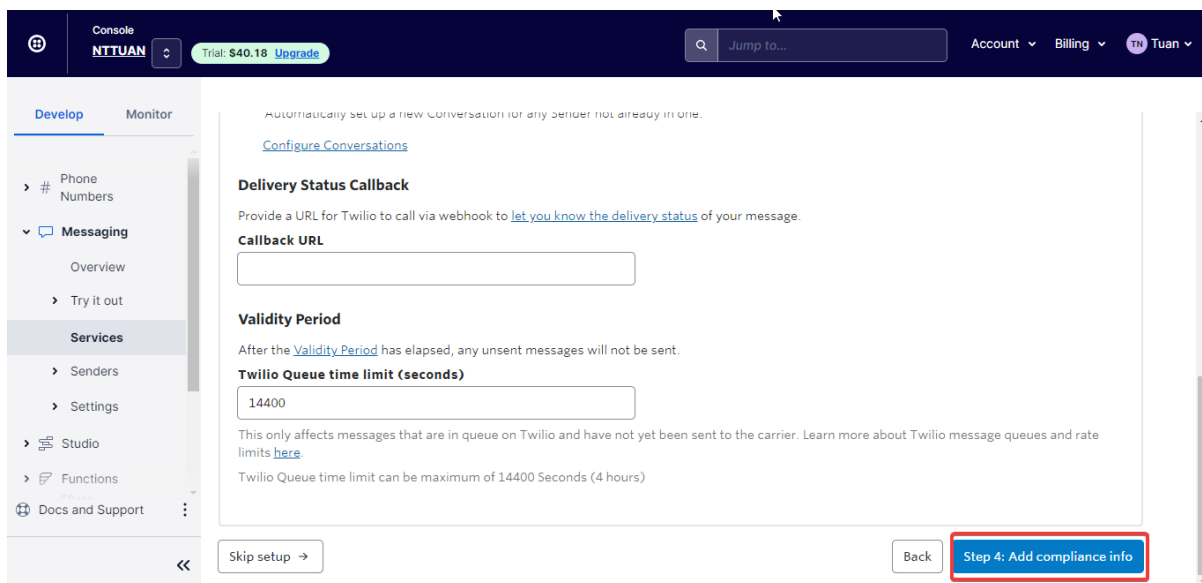 Console
NTTUAN
Trial: $40.18 Upgrade
Jump to...
Account
Billing
TN Tuan
Develop
Monitor
# Phone Numbers
Messaging
Overview
Try it out
Services
Senders
Settings
Studio
Functions
Docs and Support
Automatically set up a new Conversation for any Sender not already in one.
Configure Conversations
Delivery Status Callback
Provide a URL for Twilio to call via webhook to let you know the delivery status of your message.
Callback URL
Validity Period
After the Validity Period has elapsed, any unsent messages will not be sent.
Twilio Queue time limit (seconds)
14400
This only affects messages that are in queue on Twilio and have not yet been sent to the carrier. Learn more about Twilio message queues and rate
limits here.
Twilio Queue time limit can be maximum of 14400 Seconds (4 hours)
Skip setup →
Back
Step 4: Add compliance info